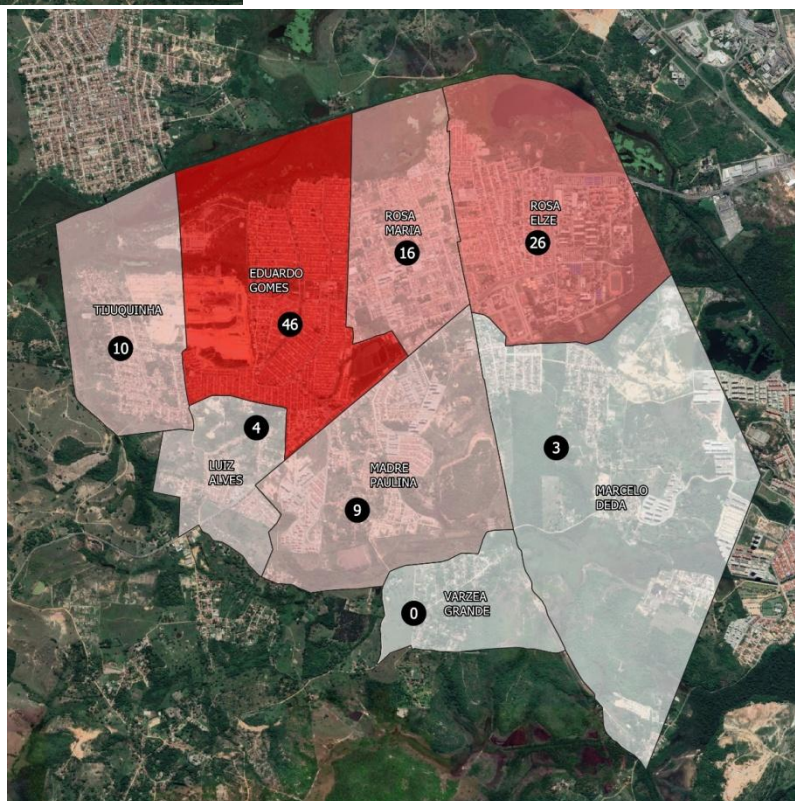 ROSA
MARIA
16
ROSA
ELZE
26
EDUARDO
GOMES
46
TIJUQUINHA
10
4
LUIZ
ALVES
MADRE
PAULINA
9
3
MARCELO
DEDA
VARZEA
GRANDE
0